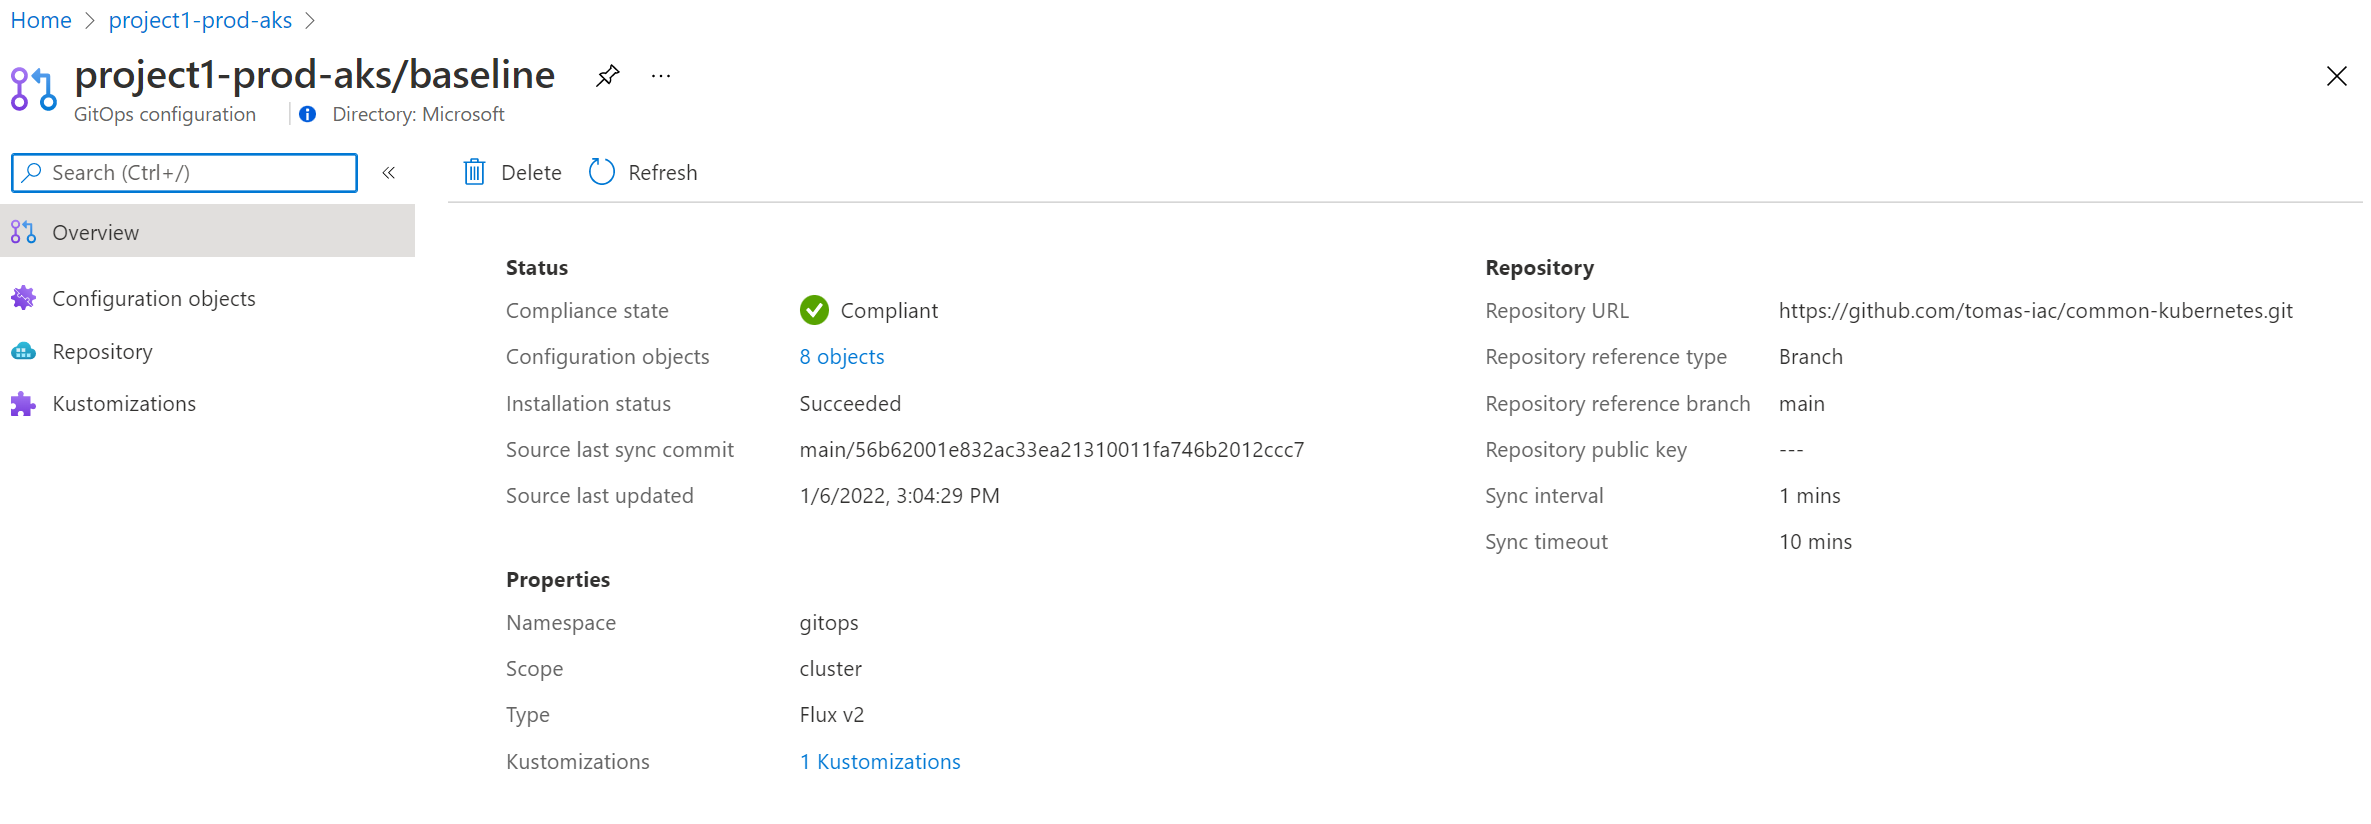 Home > project1-prod-aks >
project1-prod-aks/baseline ...
GitOps configuration | Directory: Microsoft
Search (Ctrl+/) «
Delete Refresh
Overview
Configuration objects
Repository
Kustomizations
Status
Compliance state Compliant
Configuration objects 8 objects
Installation status Succeeded
Source last sync commit main/56b62001e832ac33ea21310011fa746b2012ccc7
Source last updated 1/6/2022, 3:04:29 PM
Properties
Namespace gitops
Scope cluster
Type Flux v2
Kustomizations 1 Kustomizations
Repository
Repository URL https://github.com/tomas-iac/common-kubernetes.git
Repository reference type Branch
Repository reference branch main
Repository public key ---
Sync interval 1 mins
Sync timeout 10 mins